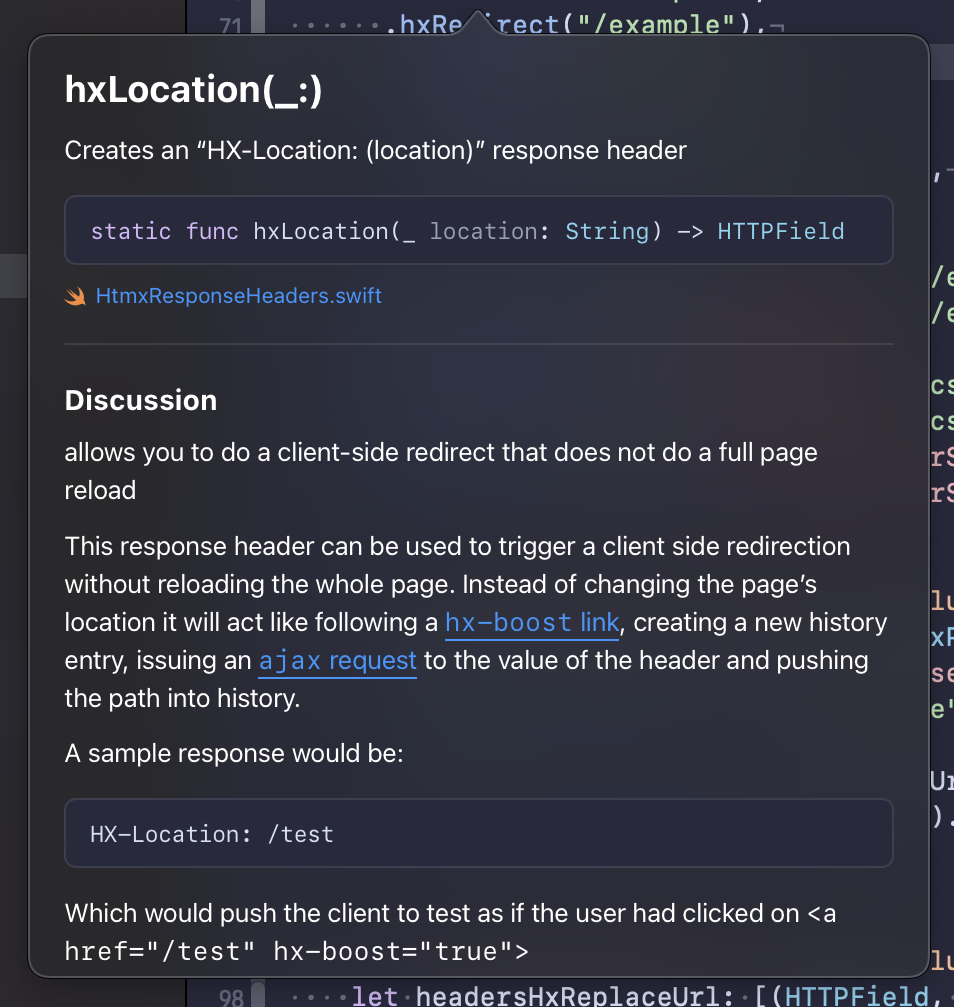 71 ······.hxRedirect("/example"),¬
hxLocation(_:)
Creates an “HX-Location: (location)” response header
static func hxLocation(_ location: String) -> HTTPField
HtmxResponseHeaders.swift
Discussion
allows you to do a client-side redirect that does not do a full page
reload
This response header can be used to trigger a client side redirection
without reloading the whole page. Instead of changing the page’s
location it will act like following a hx-boost link, creating a new history
entry, issuing an ajax request to the value of the header and pushing
the path into history.
A sample response would be:
HX-Location: /test
Which would push the client to test as if the user had clicked on <a
href="/test" hx-boost="true">
98 ····let·headersHxReplaceUrl:·[(HTTPField,